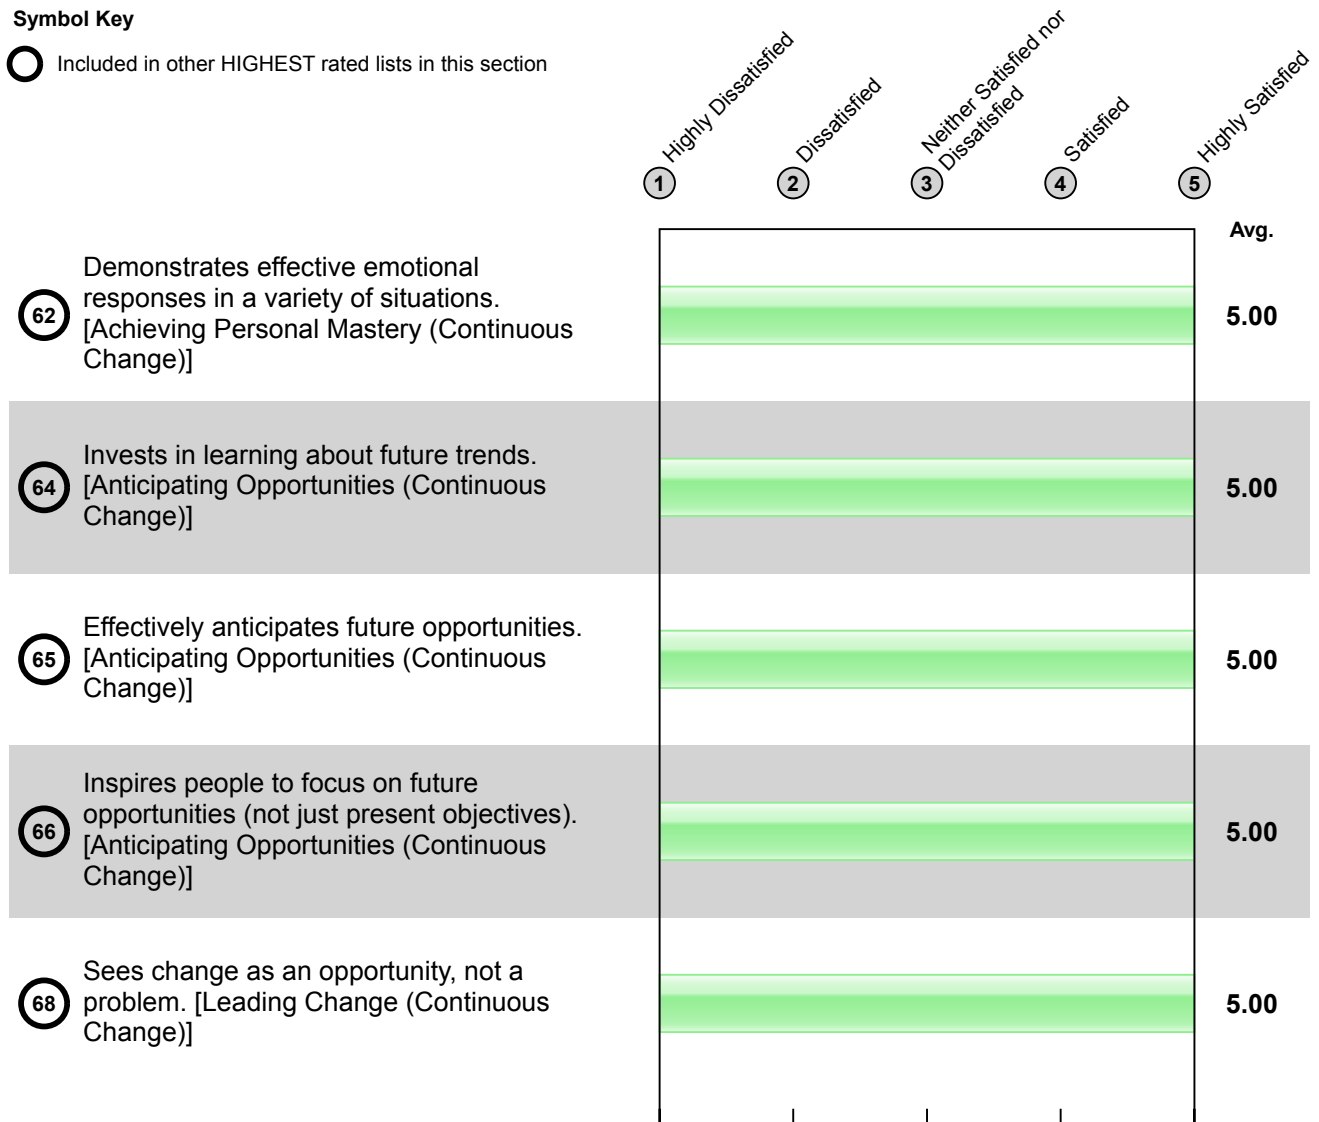 Symbol Key
Included in other HIGHEST rated lists in this section
Highly Dissatisfied
Dissatisfied
Neither Satisfied nor
Dissatisfied
Satisfied
Highly Satisfied
1 2 3 4 5
Avg.
Demonstrates effective emotional
62 responses in a variety of situations. 5.00
[Achieving Personal Mastery (Continuous
Change)]
Invests in learning about future trends.
64 [Anticipating Opportunities (Continuous 5.00
Change)]
Effectively anticipates future opportunities.
65 [Anticipating Opportunities (Continuous 5.00
Change)]
Inspires people to focus on future
opportunities (not just present objectives).
66 [Anticipating Opportunities (Continuous 5.00
Change)]
Sees change as an opportunity, not a
68 problem. [Leading Change (Continuous 5.00
Change)]